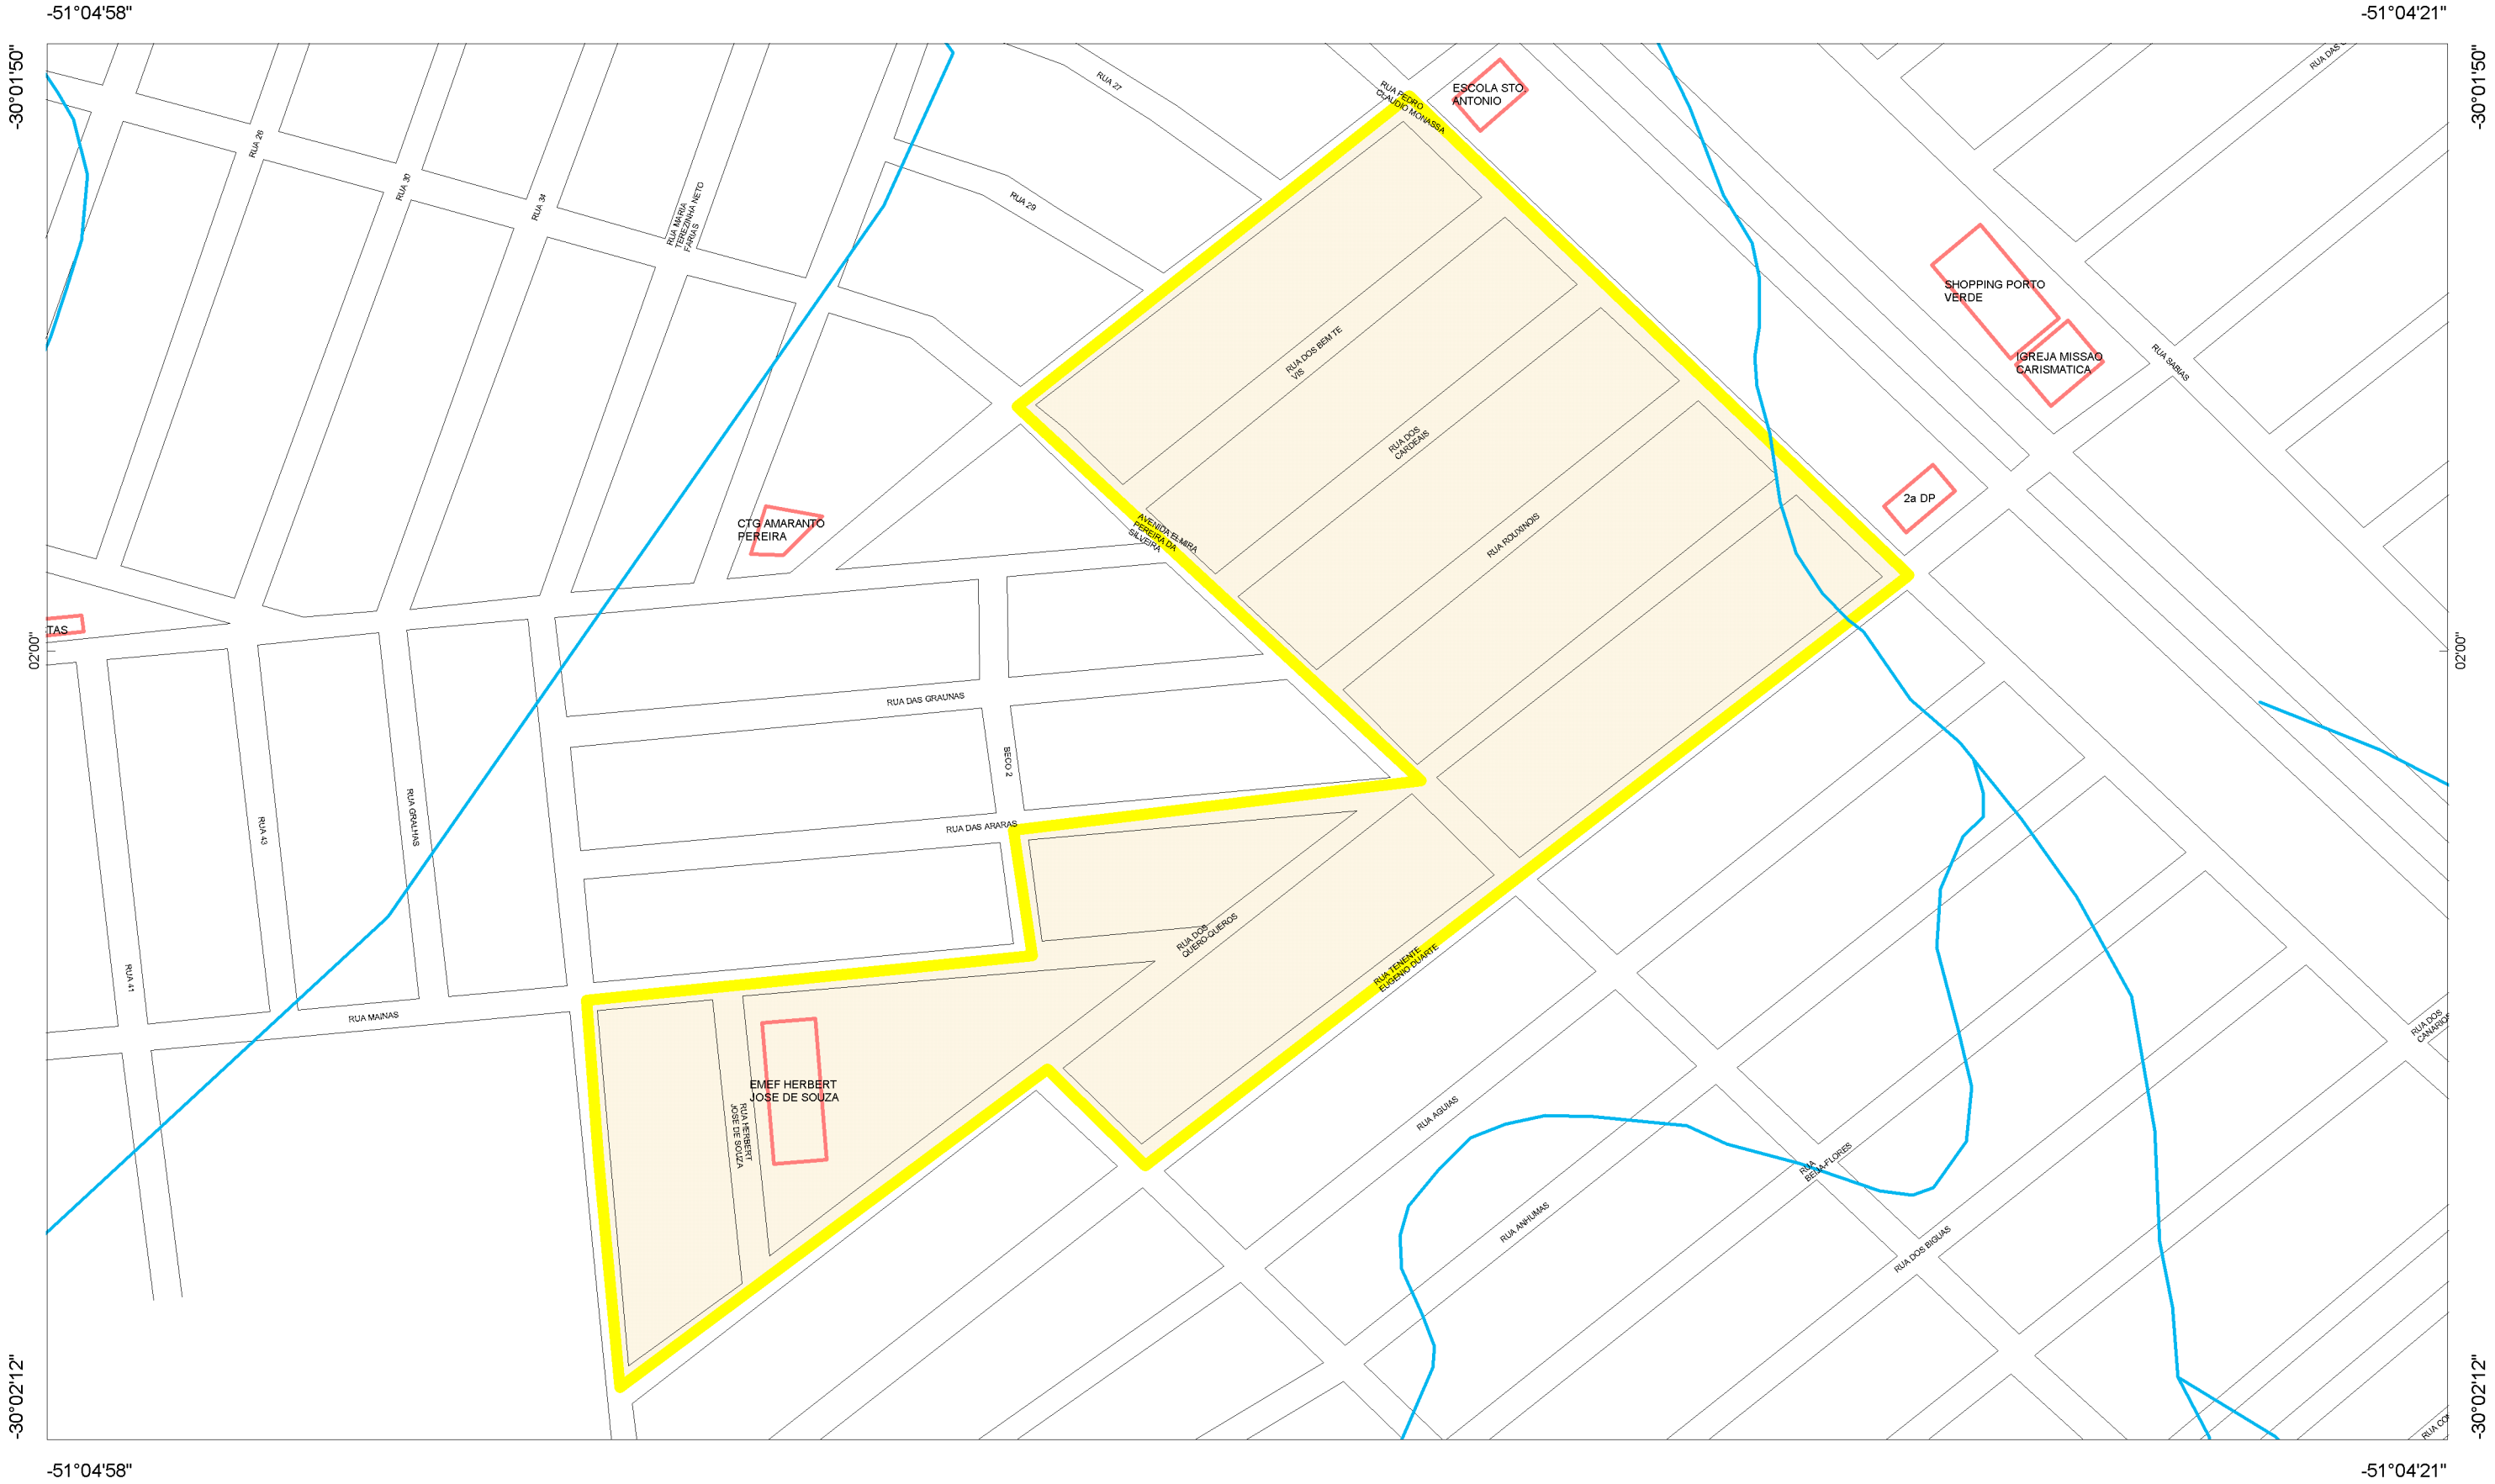 -51°04'58"
-51°04'21"
-30°01'50"
-30°01'50"
RUA 27
RUA PEDRO
CLAUDIO MONASSA
ESCOLA STO.
ANTONIO
RUA 26
RUA 30
RUA 34
RUA MARIA
TEREZINHA NETO
FARIAS
RUA 29
SHOPPING PORTO
VERDE
IGREJA MISSAO
CARISMATICA
RUA SABIAS
RUA DOS BEM TE
VIS
RUA DOS
CARDEAIS
RUA ROUXINOIS
2a DP
CTG AMARANTO
PEREIRA
AVENIDA ELMIRA
PEREIRA DA
SILVEIRA
TAS
02'00"
02'00"
RUA DAS GRAUNAS
BECO 2
RUA 43
RUA GRALHAS
RUA DAS ARARAS
RUA DOS
QUERO-QUEROS
RUA TENENTE
EUGENIO DUARTE
RUA 41
RUA MAINAS
RUA DOS
CANARIOS
EMEF HERBERT
JOSE DE SOUZA
RUA HERBERT
JOSE DE SOUZA
RUA AGUIAS
RUA
BEIJA-FLORES
RUA ANHUMAS
RUA DOS BIGUAS
-30°02'12"
-30°02'12"
-51°04'58"
-51°04'21"